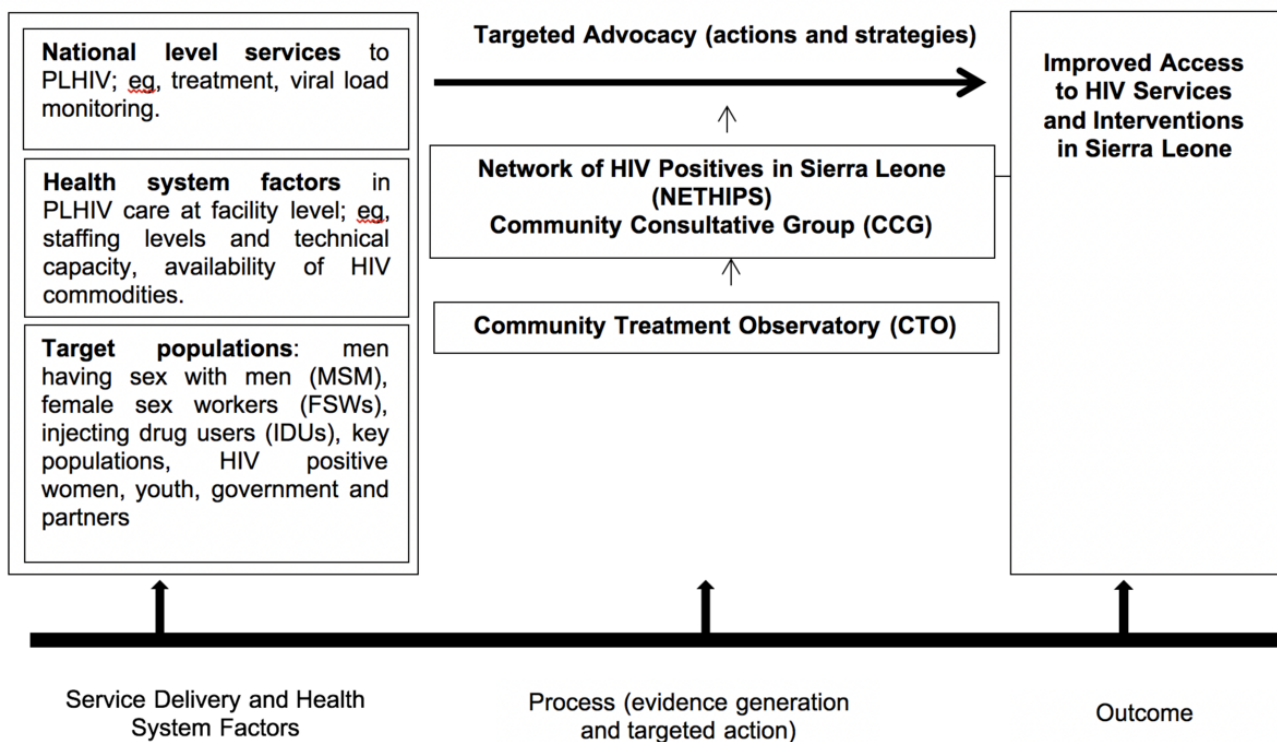 National level services to
PLHIV; eg, treatment, viral load
monitoring.
Health system factors in
PLHIV care at facility level; eg,
staffing levels and technical
capacity, availability of HIV
commodities.
Target populations: men
having sex with men (MSM),
female sex workers (FSWs),
injecting drug users (IDUs), key
populations, HIV positive
women, youth, government and
partners
Targeted Advocacy (actions and strategies)
Network of HIV Positives in Sierra Leone
(NETHIPS)
Community Consultative Group (CCG)
Community Treatment Observatory (CTO)
Improved Access
to HIV Services
and Interventions
in Sierra Leone
Service Delivery and Health
System Factors
Process (evidence generation
and targeted action)
Outcome